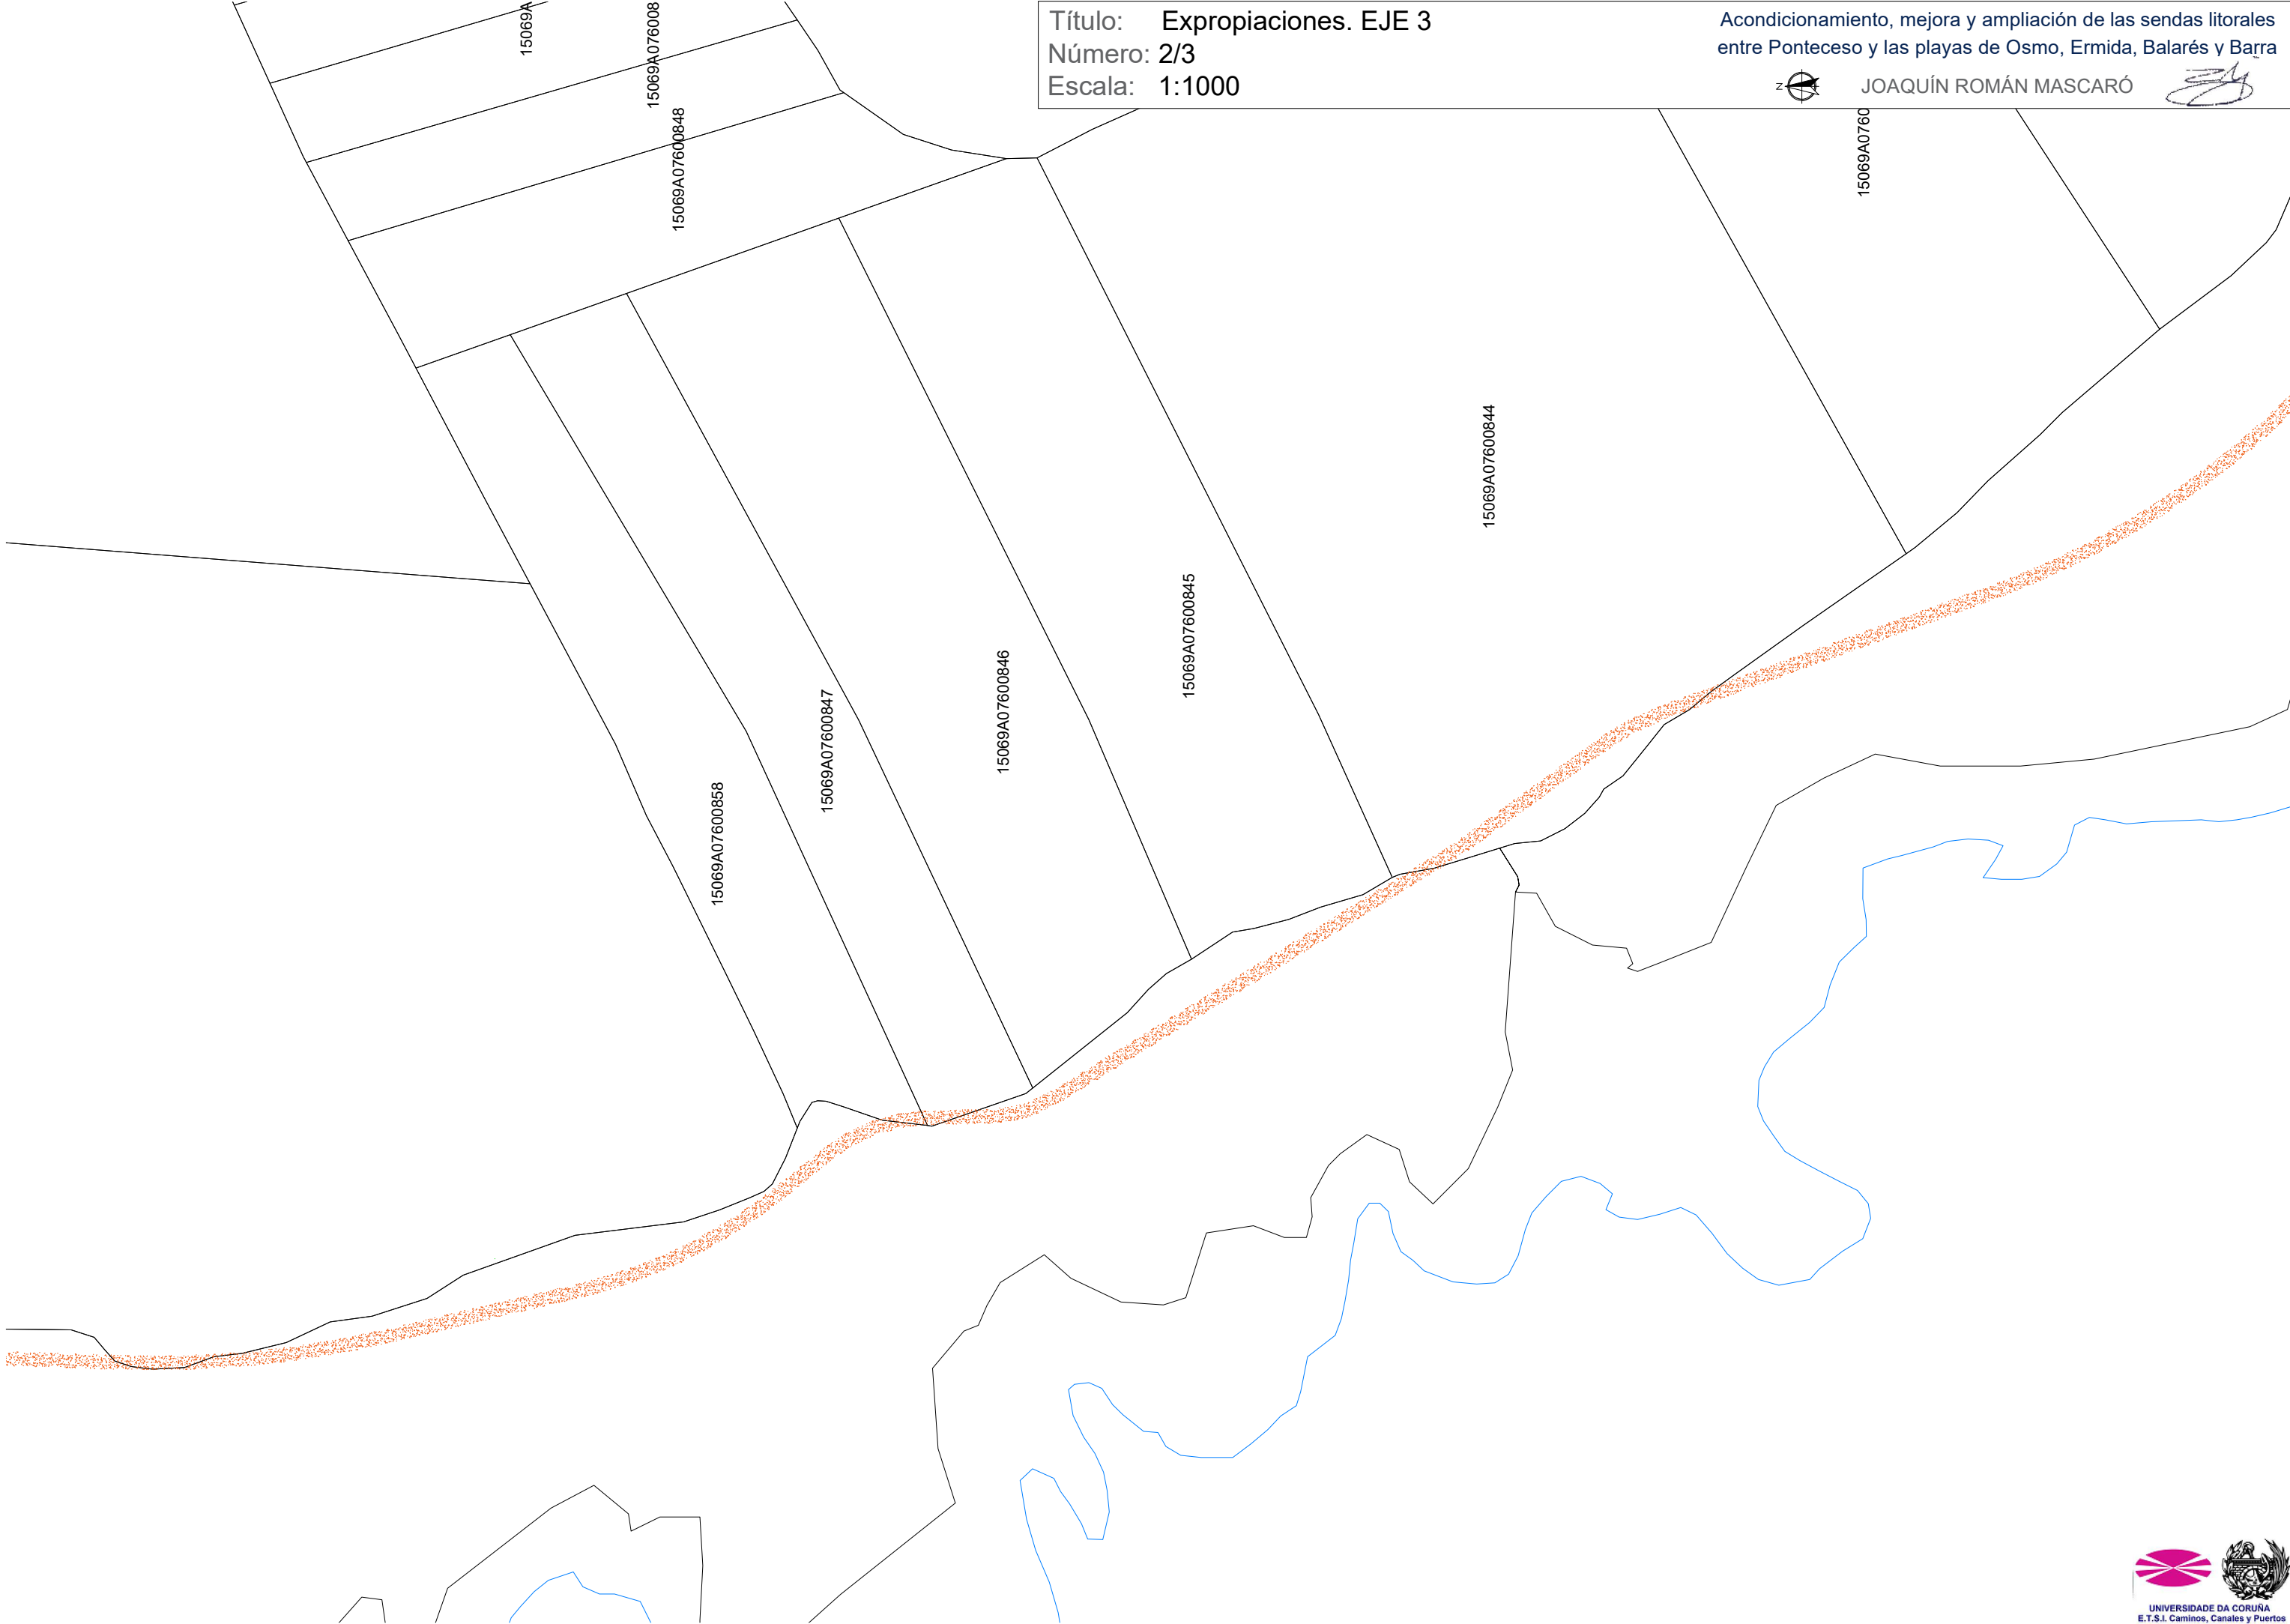 Título: Expropiaciones. EJE 3
Número: 2/3
Escala: 1:1000
Acondicionamiento, mejora y ampliación de las sendas litorales
entre Ponteceso y las playas de Osmo, Ermida, Balarés y Barra
Z
JOAQUÍN ROMÁN MASCARÓ
15069A
15069A076008
15069A07600848
15069A0760
15069A07600844
15069A07600845
15069A07600846
15069A07600847
15069A07600858
UNIVERSIDADE DA CORUÑA
E.T.S.I. Caminos, Canales y Puertos